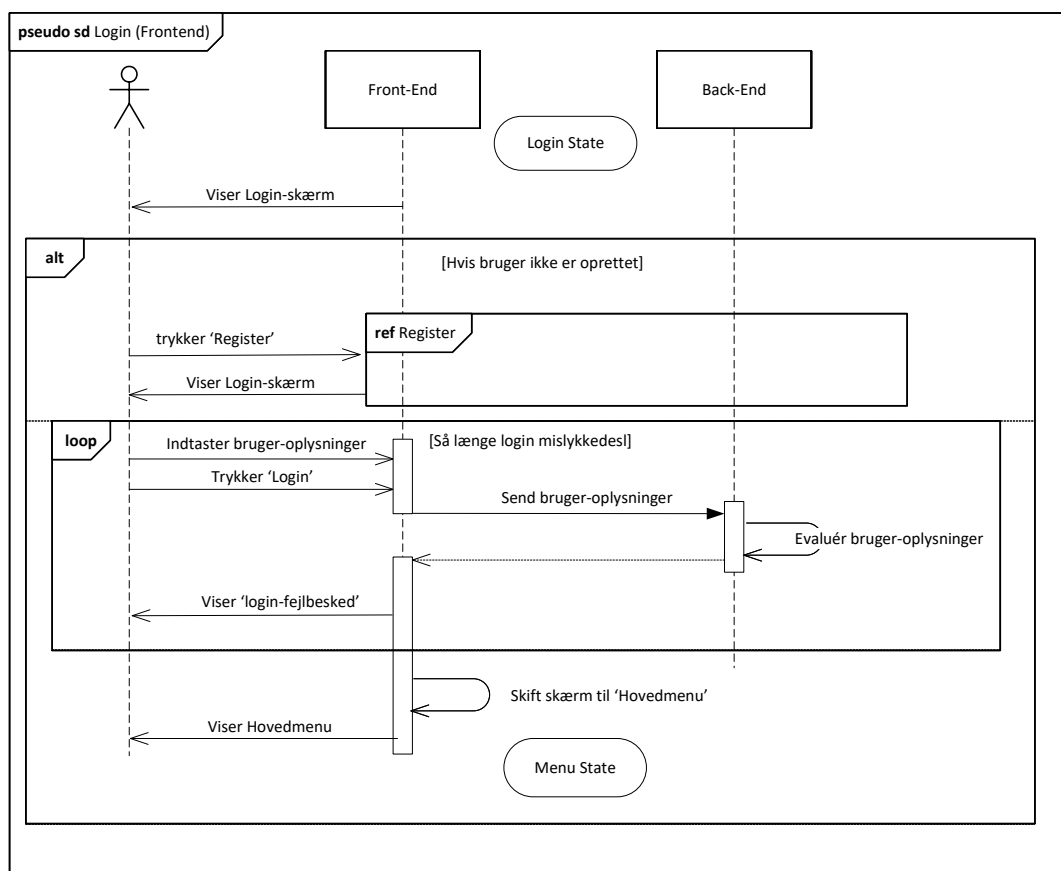 pseudo sd Login (Frontend)
Front-End
Back-End
Login State
Viser Login-skærm
alt
[Hvis bruger ikke er oprettet]
ref Register
trykker ‘Register’
Viser Login-skærm
loop
Indtaster bruger-oplysninger
[Så længe login mislykkedesl]
Trykker ‘Login’
Send bruger-oplysninger
Evaluér bruger-oplysninger
Viser ‘login-fejlbesked’
Skift skærm til ‘Hovedmenu’
Viser Hovedmenu
Menu State